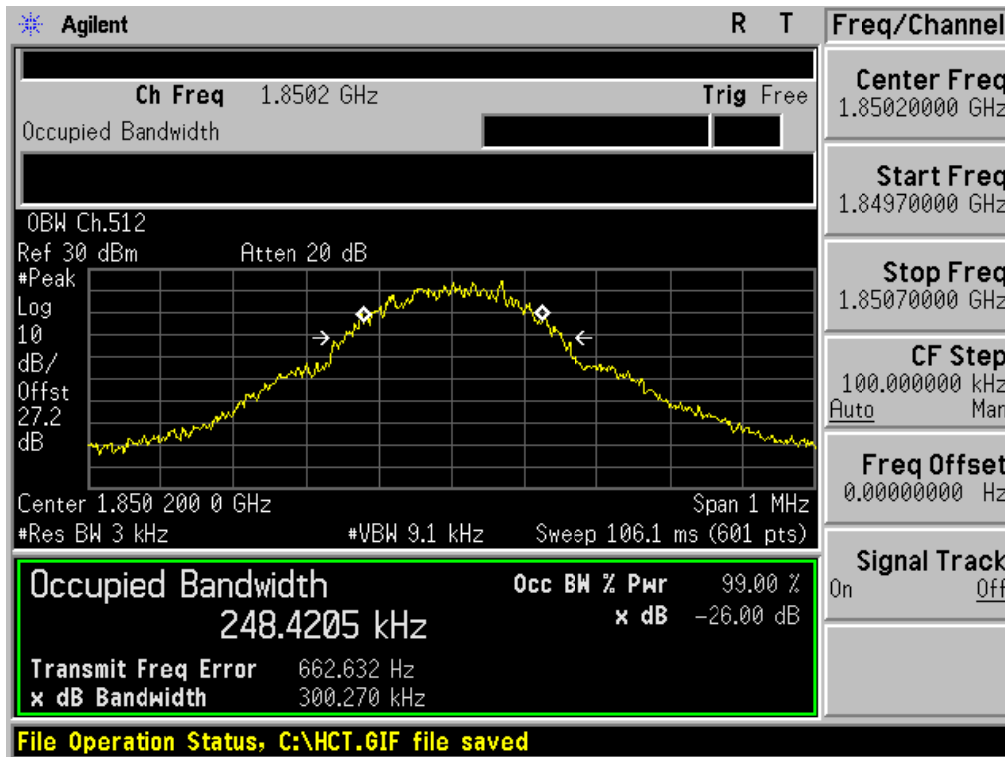 Agilent
R T
Freq/Channel
Ch Freq 1.8502 GHz
Trig Free
Occupied Bandwidth
Center Freq
1.85020000 GHz
Start Freq
1.84970000 GHz
Stop Freq
1.85070000 GHz
CF Step
100.000000 kHz
Auto Man
Freq Offset
0.00000000 Hz
Signal Track
On Off
OBW Ch.512
Ref 30 dBm
Atten 20 dB
#Peak
Log
10
dB/
Offst
27.2
dB
Center 1.850 200 0 GHz
Span 1 MHz
#Res BW 3 kHz
#VBW 9.1 kHz
Sweep 106.1 ms (601 pts)
Occupied Bandwidth
248.4205 kHz
Occ BW % Pwr 99.00 %
x dB -26.00 dB
Transmit Freq Error 662.632 Hz
x dB Bandwidth 300.270 kHz
File Operation Status, C:\HCT.GIF file saved